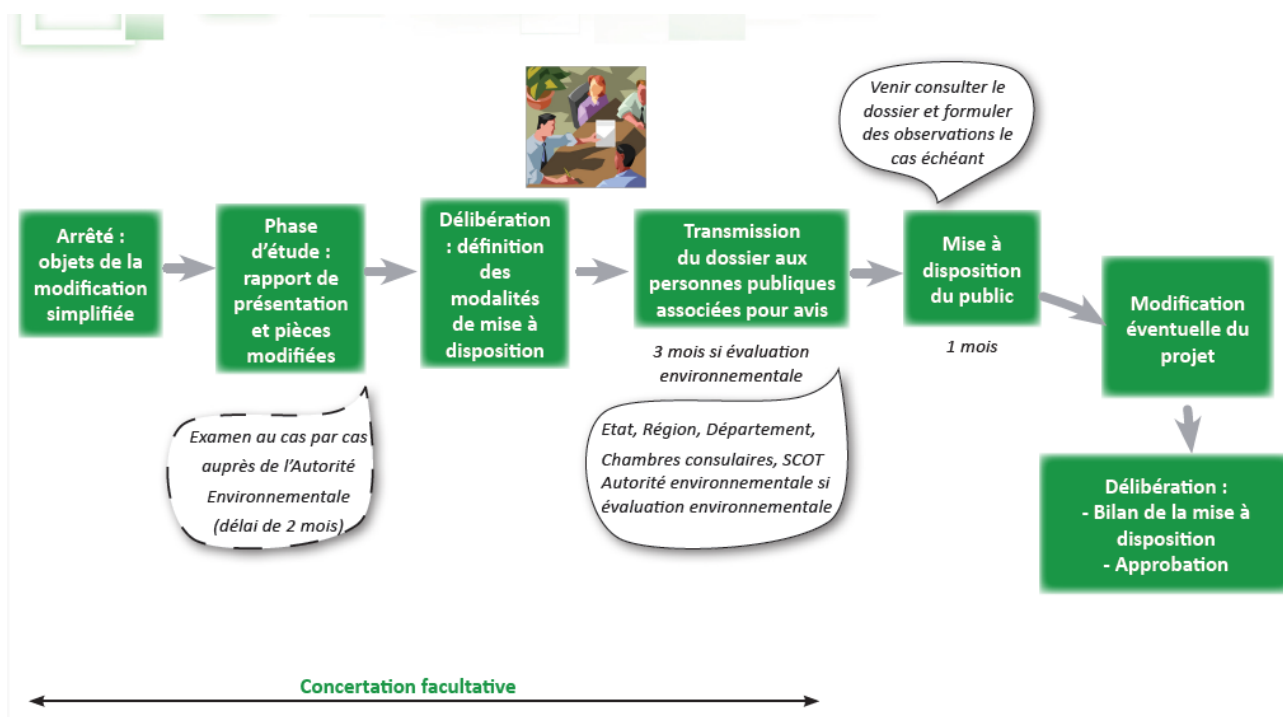 Venir consulter le
dossier et formuler
des observations le
cas échéant
Arrêté :
objets de la
modification
simplifiée
Phase
d’étude :
rapport de
présentation
et pièces
modifiées
Délibération
: définition
des
modalités
de mise à
disposition
Transmission
du dossier aux
personnes publiques
associées pour avis
Mise à
disposition
du public
Modification
éventuelle du
projet
3 mois si évaluation
environnementale
1 mois
Examen au cas par cas
auprès de l’Autorité
Environnementale
(délai de 2 mois)
Etat, Région, Département,
Chambres consulaires, SCOT
Autorité environnementale si
évaluation environnementale
Délibération :
- Bilan de la mise à
disposition
- Approbation
Concertation facultative